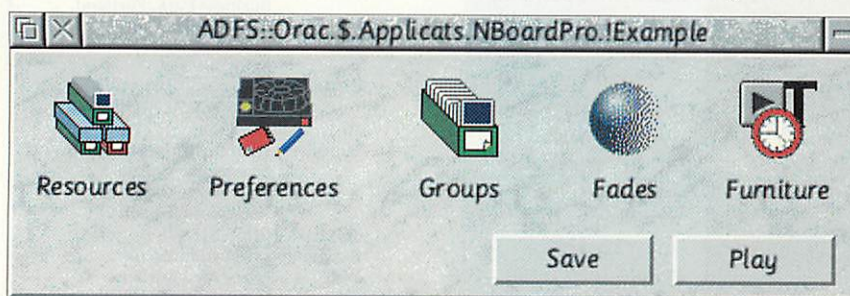 ADFS::Orac.$.Applicats.NBoardPro.!Example
Resources Preferences Groups Fades Furniture
Save Play